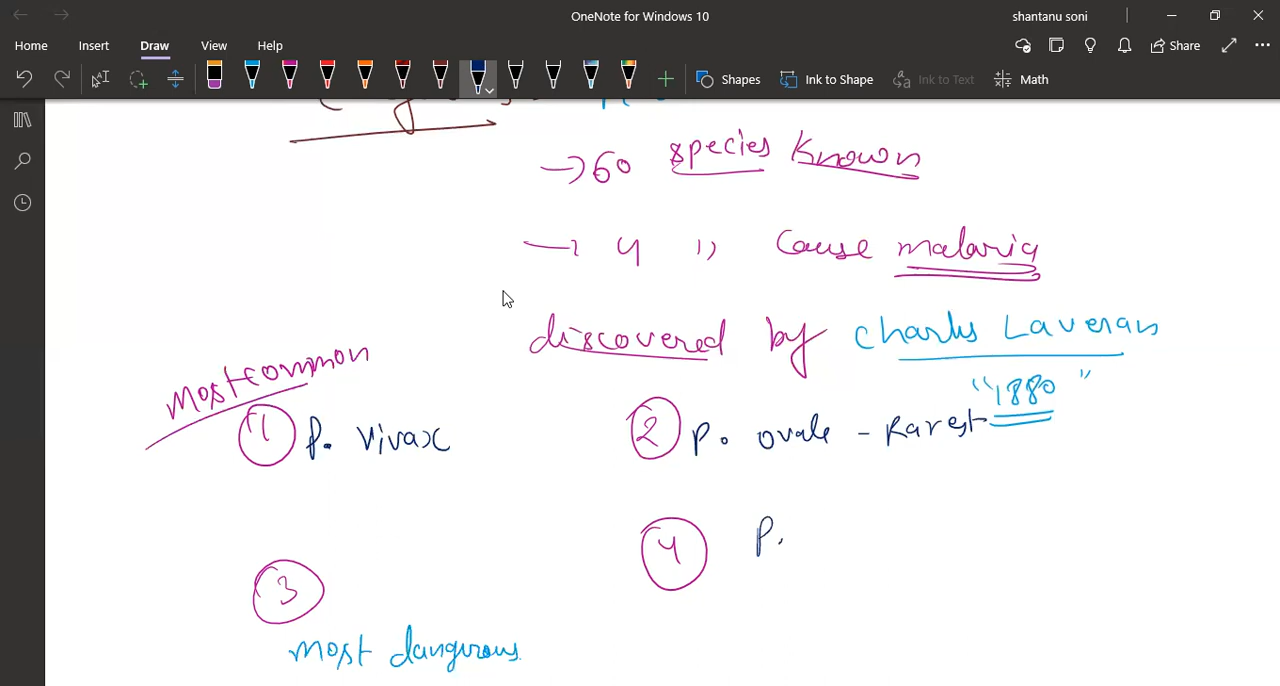 OneNote for Windows 10
shantanu soni
Home Insert Draw View Help
Share
Shapes Ink to Shape Ink to Text Math
→ 60 species Known
→ 4 " Cause malaria
discovered by Charls Laveran
"1880"
Most common
1 P. vivax
2 P. ovale - Rarest
3
4 P.
most dangerous